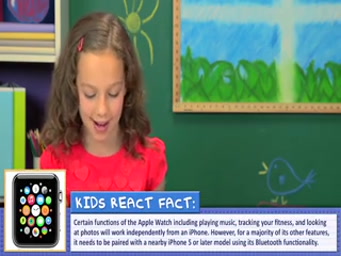 KIDS REACT FACT:
Certain functions of the Apple Watch including playing music, tracking your fitness, and looking
at photos will work independently from an iPhone. However, for a majority of its other features,
it needs to be paired with a nearby iPhone 5 or later model using its Bluetooth functionality.